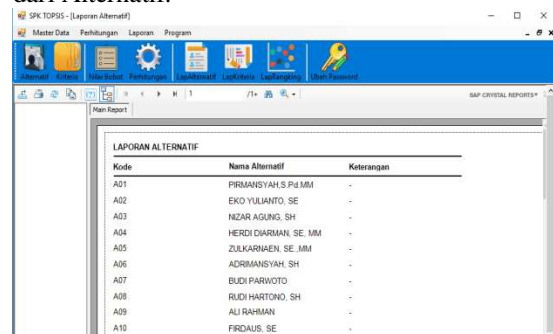 dari Alternatif.
SPK TOPSIS - [Laporan Alternatif]
Master Data Perhitungan Laporan Program
Alternatif Kriteria Nilai Bobot Perhitungan LapAlternatif LapKriteria LapRangking Ubah Password
1 /1+ SAP CRYSTAL REPORTS®
Main Report
LAPORAN ALTERNATIF
Kode Nama Alternatif Keterangan
A01 PIRMANSYAH,S.Pd.MM -
A02 EKO YULIANTO, SE -
A03 NIZAR AGUNG, SH -
A04 HERDI DIARMAN, SE, MM -
A05 ZULKARNAEN, SE.,MM -
A06 ADRIMANSYAH, SH -
A07 BUDI PARWOTO -
A08 RUDI HARTONO, SH -
A09 ALI RAHMAN -
A10 FIRDAUS, SE -